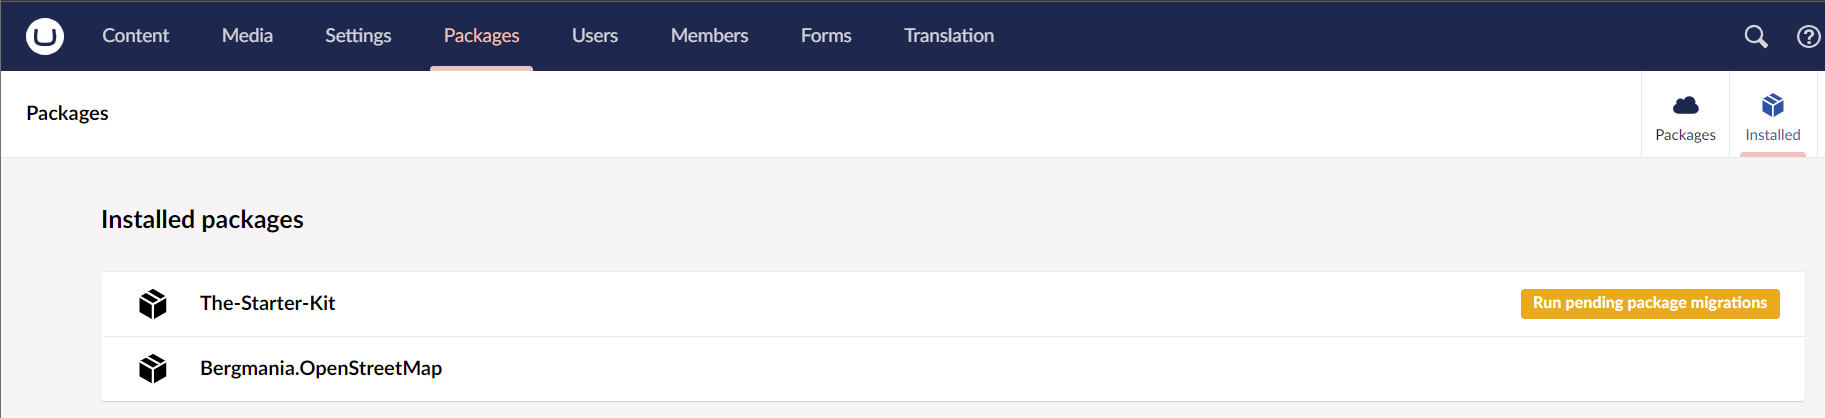 Content Media Settings Packages Users Members Forms Translation
Packages
Packages Installed
Installed packages
The-Starter-Kit Run pending package migrations
Bergmania.OpenStreetMap